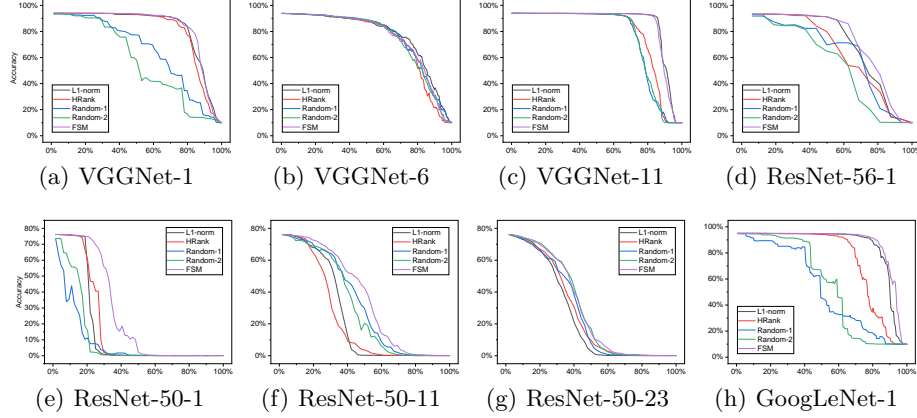 100%
80%
60%
40%
20%
0%
Accuracy
L1-norm
HRank
Random-1
Random-2
FSM
0% 20% 40% 60% 80% 100%
(a) VGGNet-1
100%
80%
60%
40%
20%
0%
L1-norm
HRank
Random-1
Random-2
FSM
0% 20% 40% 60% 80% 100%
(b) VGGNet-6
100%
80%
60%
40%
20%
0%
L1-norm
HRank
Random-1
Random-2
FSM
0% 20% 40% 60% 80% 100%
(c) VGGNet-11
100%
80%
60%
40%
20%
0%
L1-norm
HRank
Random-1
Random-2
FSM
0% 20% 40% 60% 80% 100%
(d) ResNet-56-1
80%
70%
60%
50%
40%
30%
20%
10%
0%
Accuracy
L1-norm
HRank
Random-1
Random-2
FSM
0% 20% 40% 60% 80% 100%
(e) ResNet-50-1
80%
70%
60%
50%
40%
30%
20%
10%
0%
L1-norm
HRank
Random-1
Random-2
FSM
0% 20% 40% 60% 80% 100%
(f) ResNet-50-11
80%
70%
60%
50%
40%
30%
20%
10%
0%
L1-norm
HRank
Random-1
Random-2
FSM
0% 20% 40% 60% 80% 100%
(g) ResNet-50-23
100%
80%
60%
40%
20%
0%
L1-norm
HRank
Random-1
Random-2
FSM
0% 20% 40% 60% 80% 100%
(h) GoogLeNet-1